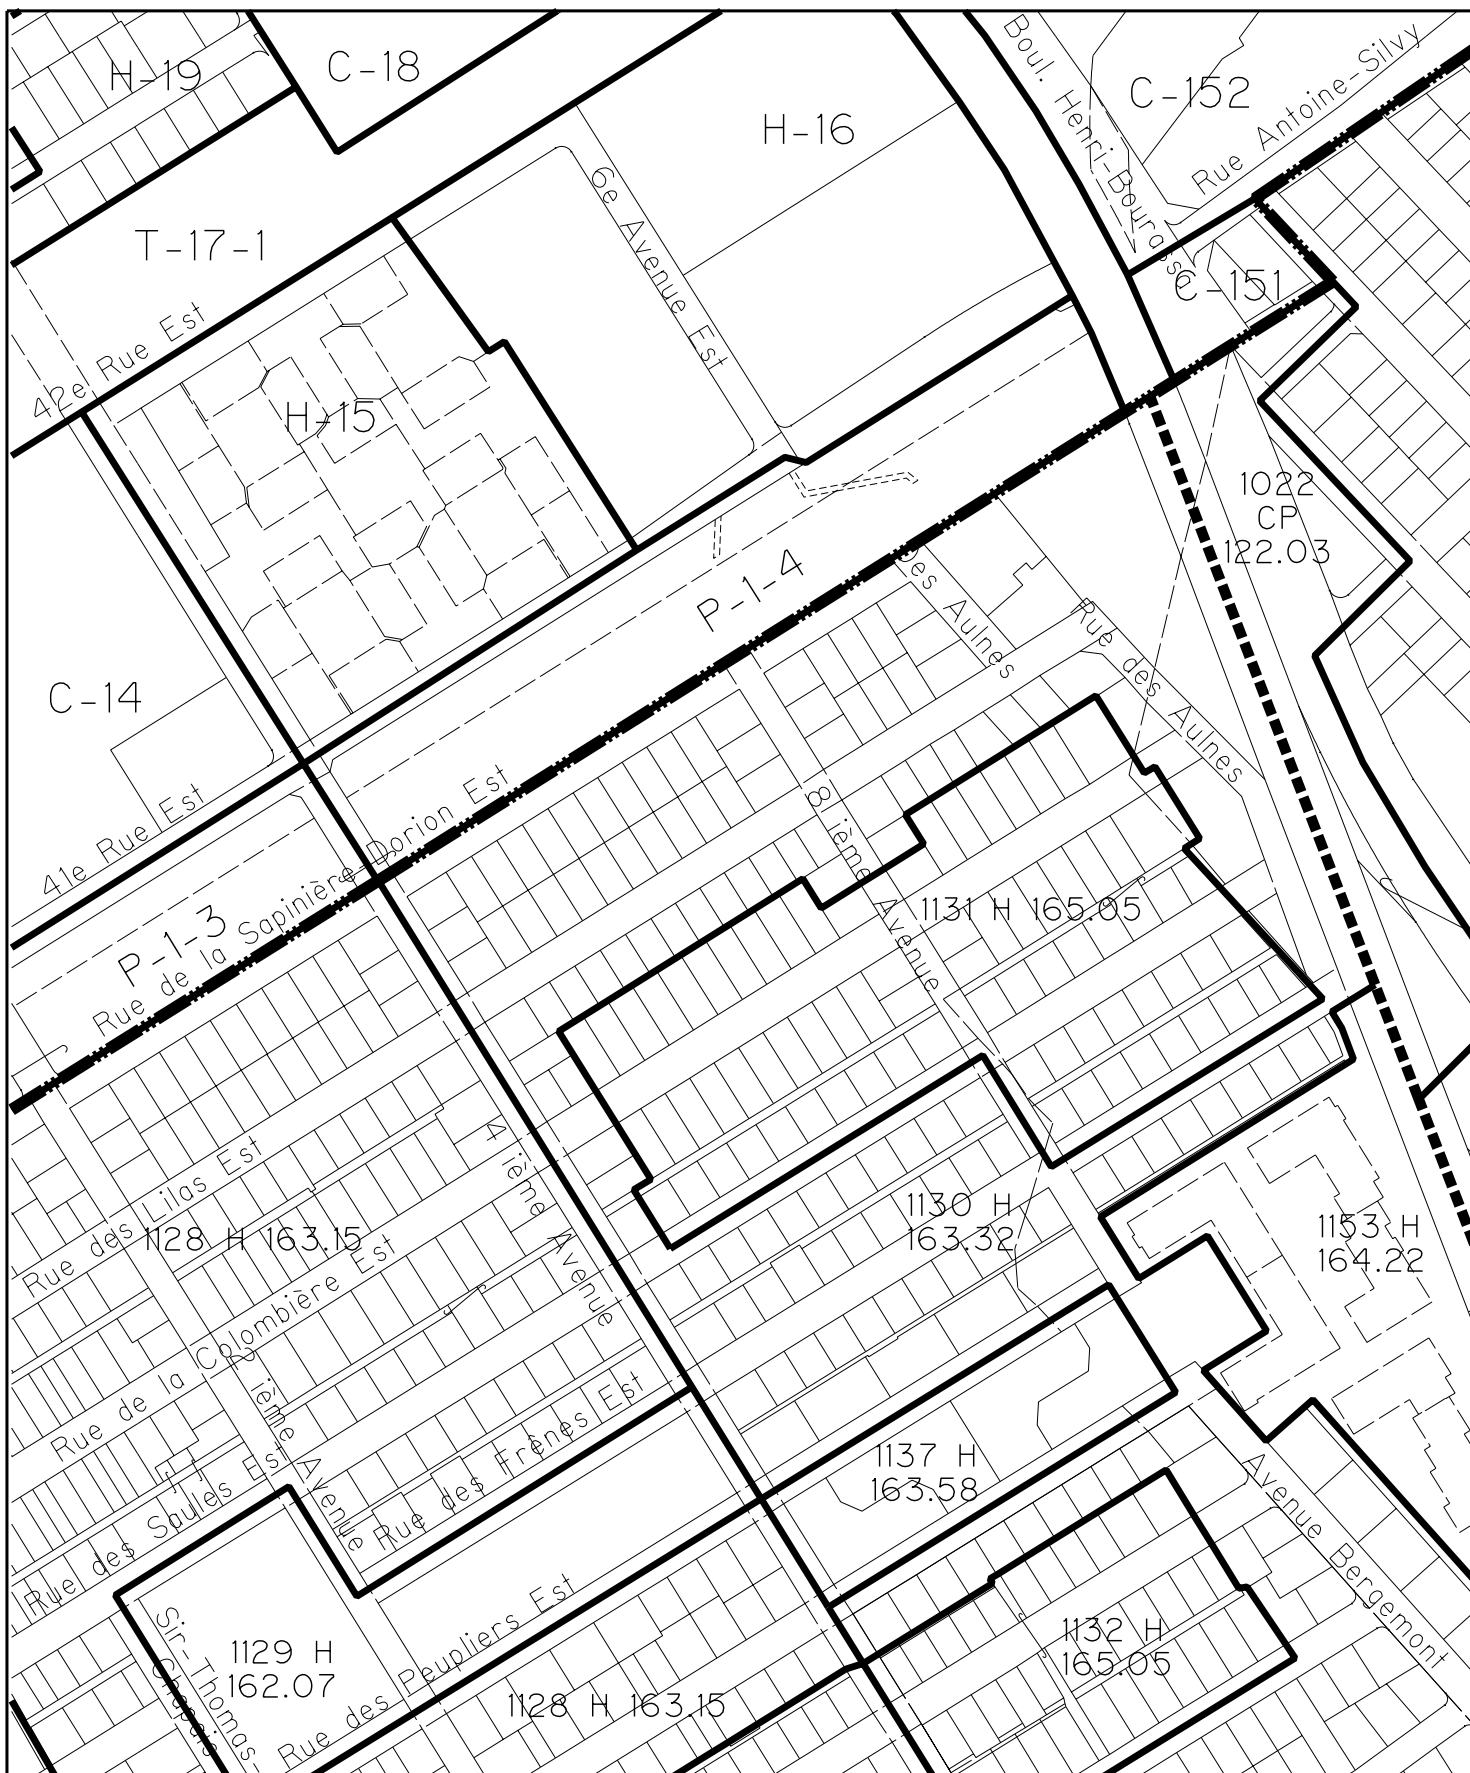 H-19
C-18
H-16
Boul. Henri-Bourassa
C-152
Rue Antoine-Silvy
T-17-1
6e Avenue Est
C-151
42e Rue Est
H-15
1022
CP
122.03
P-1-4
Des Aulnes
Rue des Aulnes
C-14
41e Rue Est
Rue de la Sapinière-Dorion Est
P-1-3
8 ième Avenue
1131 H 165.05
4 ième Avenue
Rue des Lilas Est
1128 H 163.15
1130 H
163.32
1153 H
164.22
Rue de la Colombière Est
2 ième Avenue
Rue des Frênes Est
Rue des Saules Est
1137 H
163.58
Avenue Bergemont
Sir-Thomas
Chapais
1129 H
162.07
Rue des Peupliers Est
1132 H
165.05
1128 H 163.15